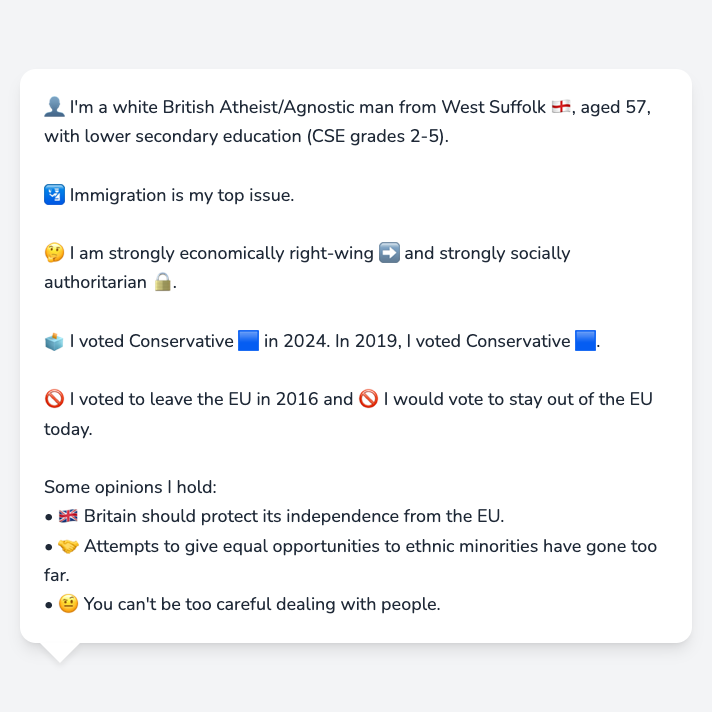 👤 I'm a white British Atheist/Agnostic man from West Suffolk 🏴󠁧󠁢󠁥󠁮󠁧󠁿, aged 57,
with lower secondary education (CSE grades 2-5).
🛂 Immigration is my top issue.
🤔 I am strongly economically right-wing ➡️ and strongly socially
authoritarian 🔒.
🗳️ I voted Conservative 🟦 in 2024. In 2019, I voted Conservative 🟦.
🚫 I voted to leave the EU in 2016 and 🚫 I would vote to stay out of the EU
today.
Some opinions I hold:
• 🇬🇧 Britain should protect its independence from the EU.
• 🤝 Attempts to give equal opportunities to ethnic minorities have gone too
far.
• 🤨 You can't be too careful dealing with people.